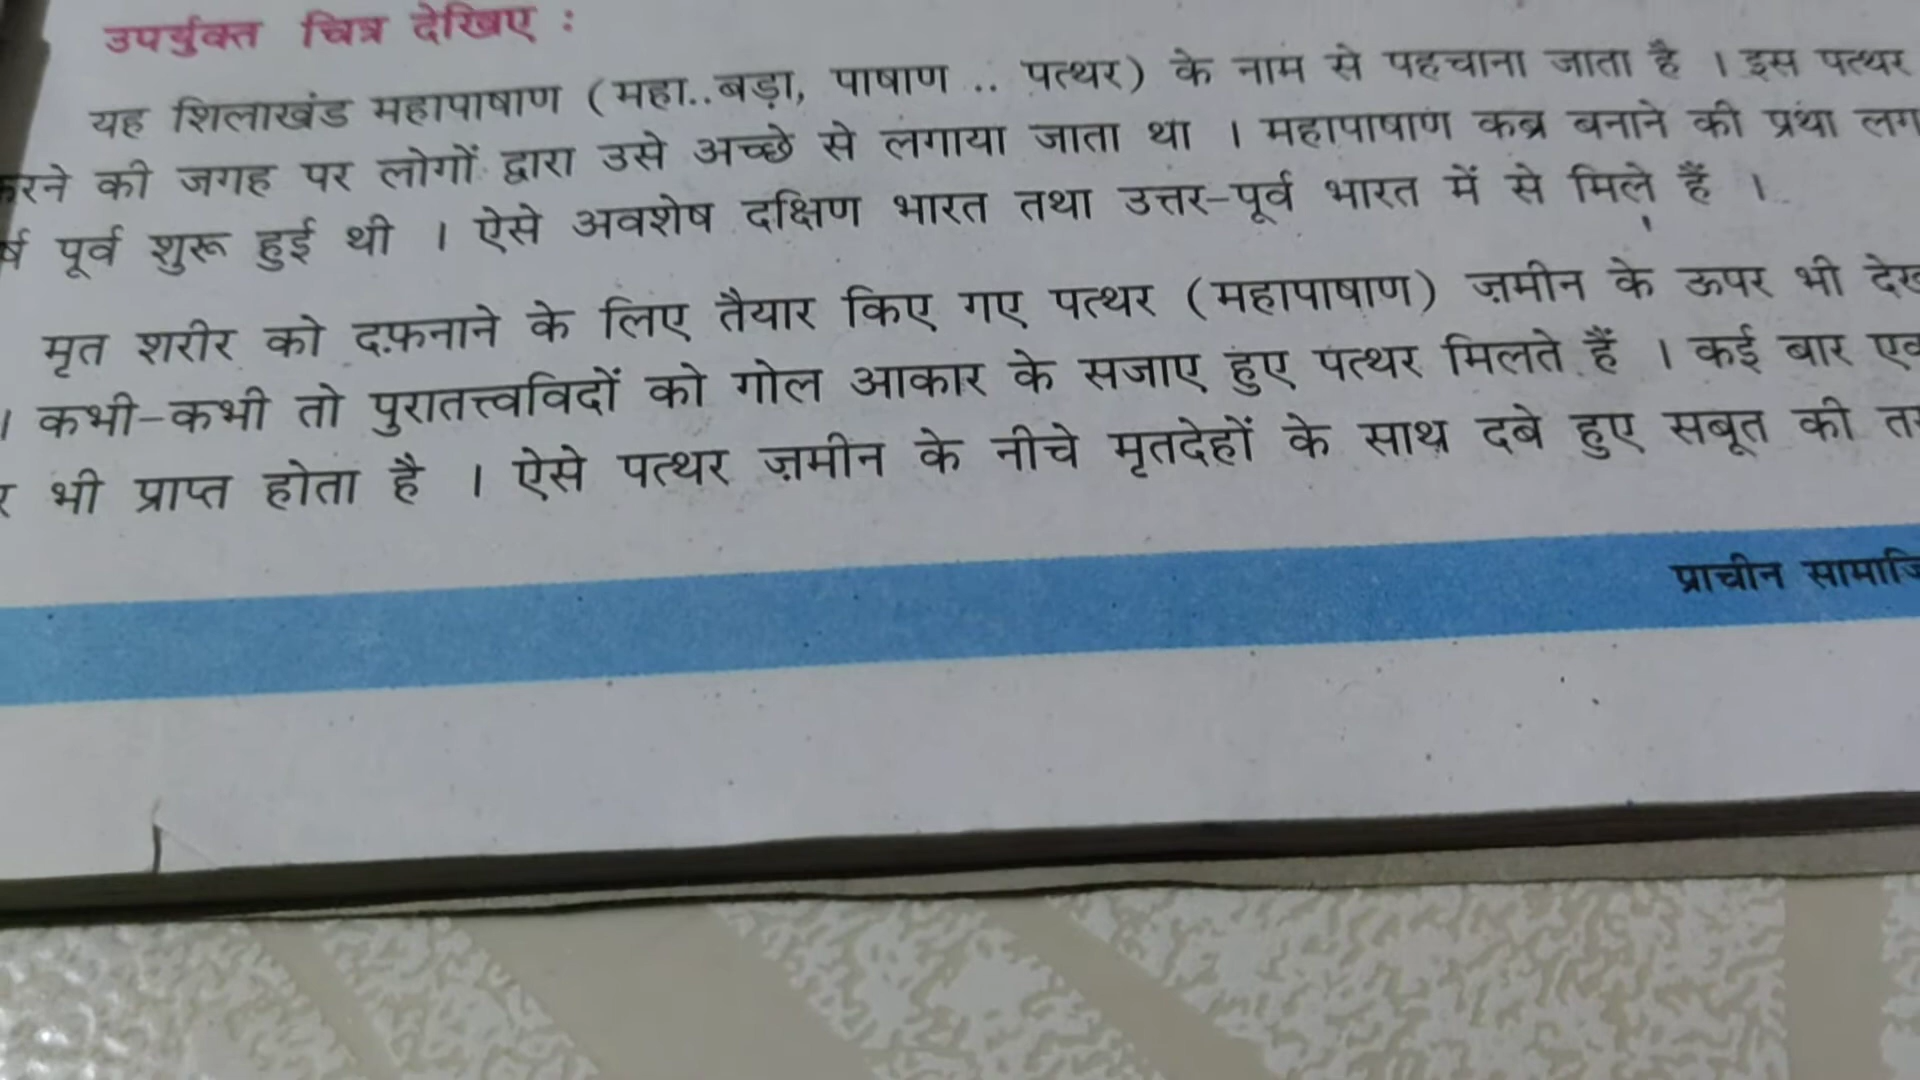 उपर्युक्त चित्र देखिए :
यह शिलाखंड महापाषाण (महा..बड़ा, पाषाण .. पत्थर) के नाम से पहचाना जाता है । इस पत्थर
करने की जगह पर लोगों द्वारा उसे अच्छे से लगाया जाता था । महापाषाण कब्र बनाने की प्रथा लग
र्ष पूर्व शुरू हुई थी । ऐसे अवशेष दक्षिण भारत तथा उत्तर-पूर्व भारत में से मिले हैं ।
मृत शरीर को दफ़नाने के लिए तैयार किए गए पत्थर (महापाषाण) ज़मीन के ऊपर भी देख
। कभी-कभी तो पुरातत्त्वविदों को गोल आकार के सजाए हुए पत्थर मिलते हैं । कई बार
भी प्राप्त होता है । ऐसे पत्थर ज़मीन के नीचे मृतदेहों के साथ दबे हुए सबूत की
प्राचीन सामाजि